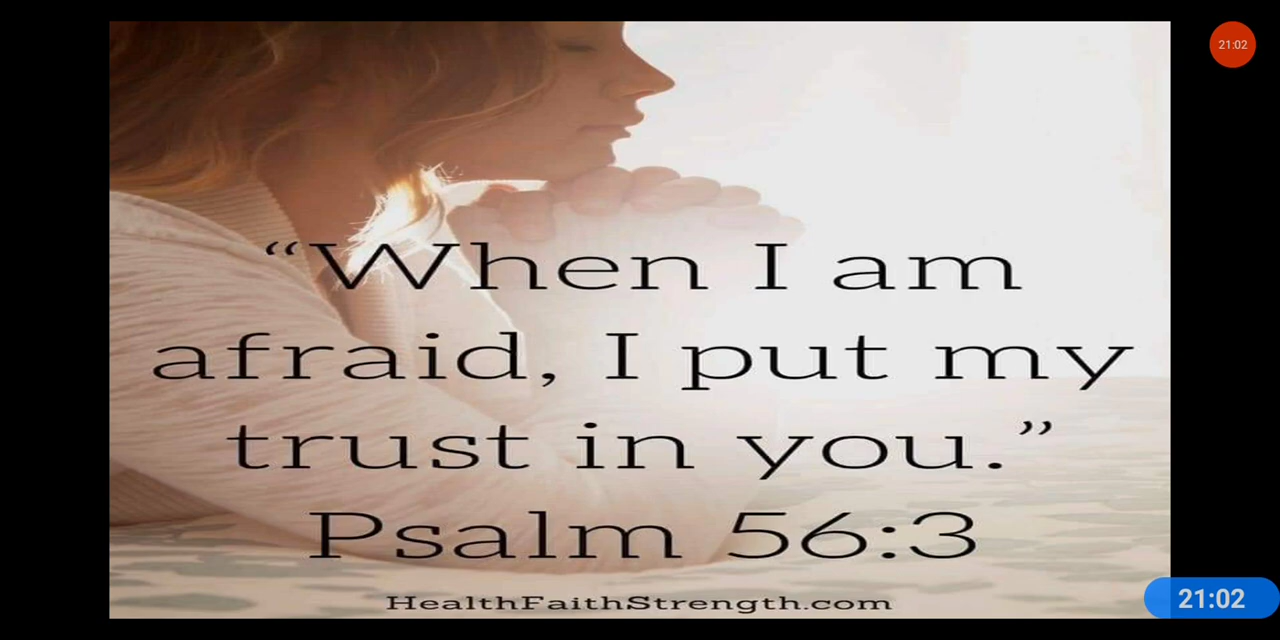 21:02
“When I am
afraid, I put my
trust in you.”
Psalm 56:3
HealthFaithStrength.com
21:02